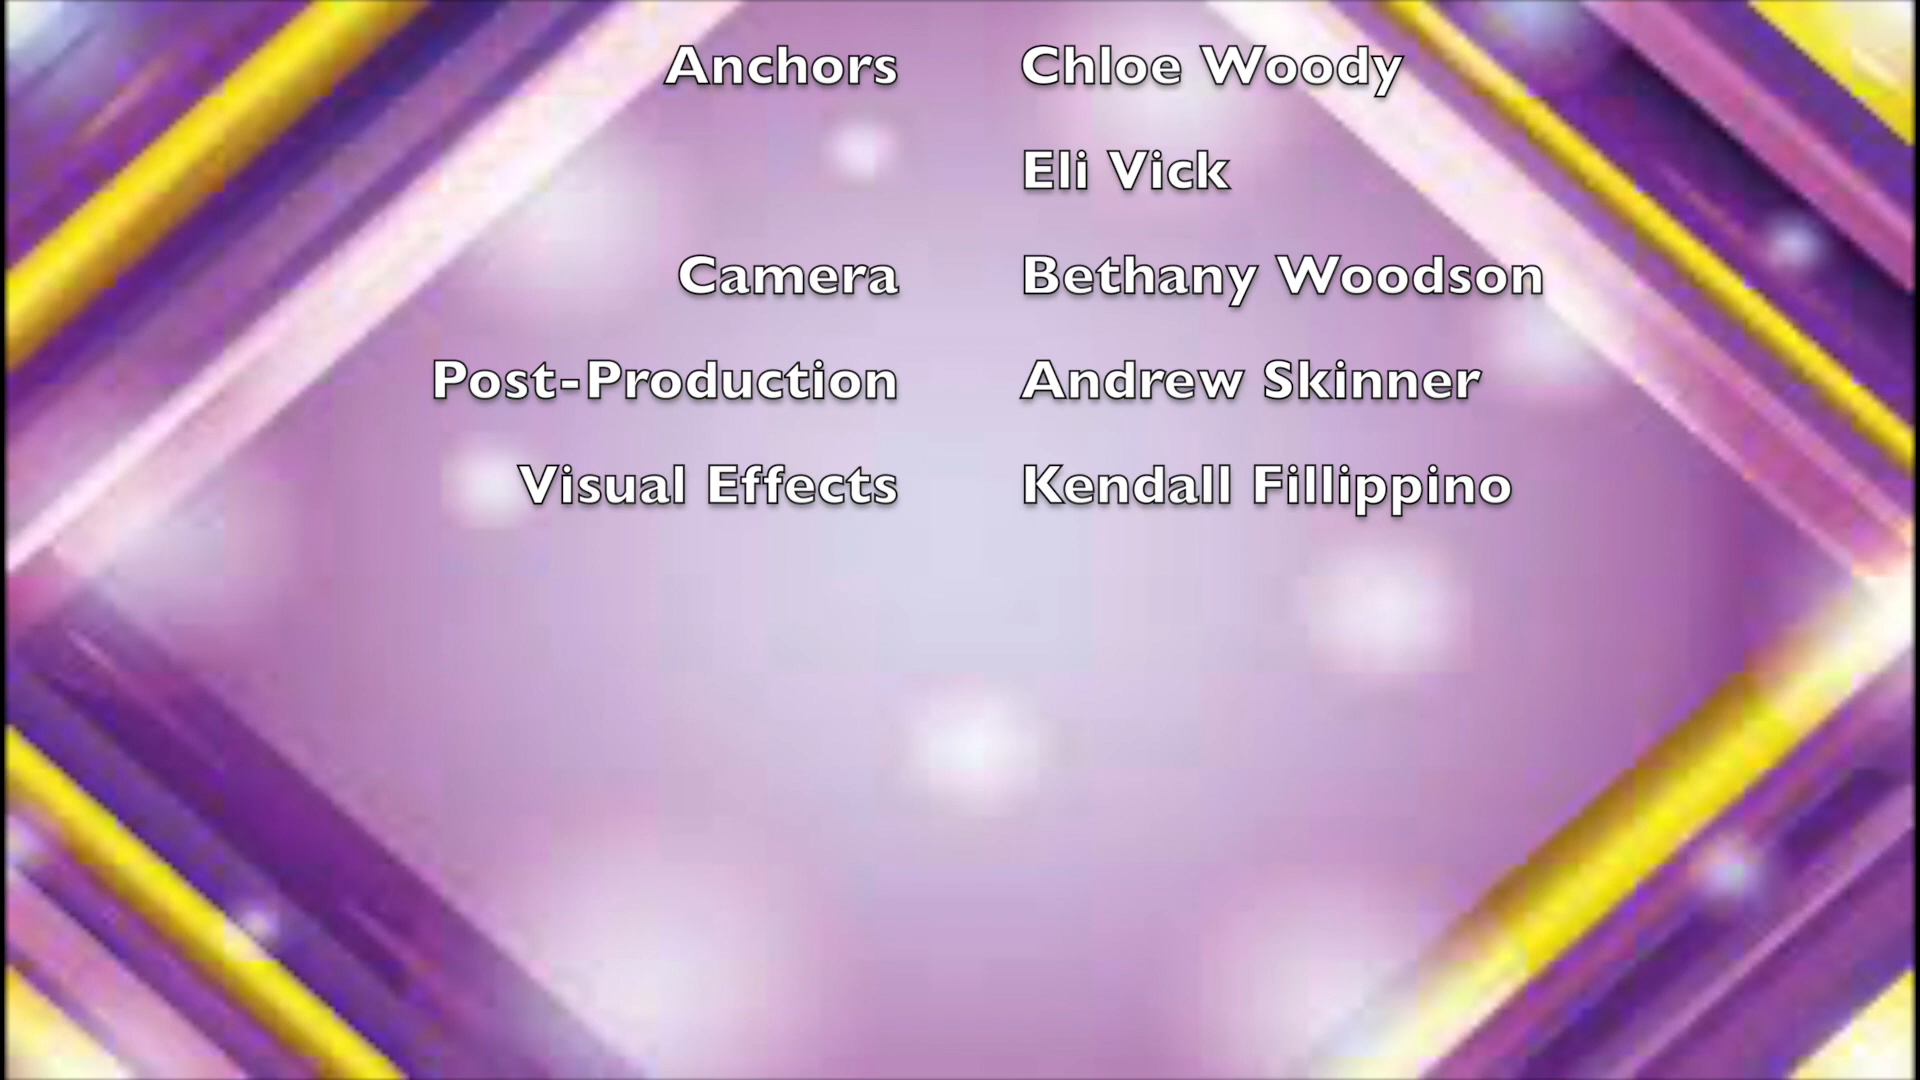 Anchors Chloe Woody
Eli Vick
Camera Bethany Woodson
Post-Production Andrew Skinner
Visual Effects Kendall Fillippino